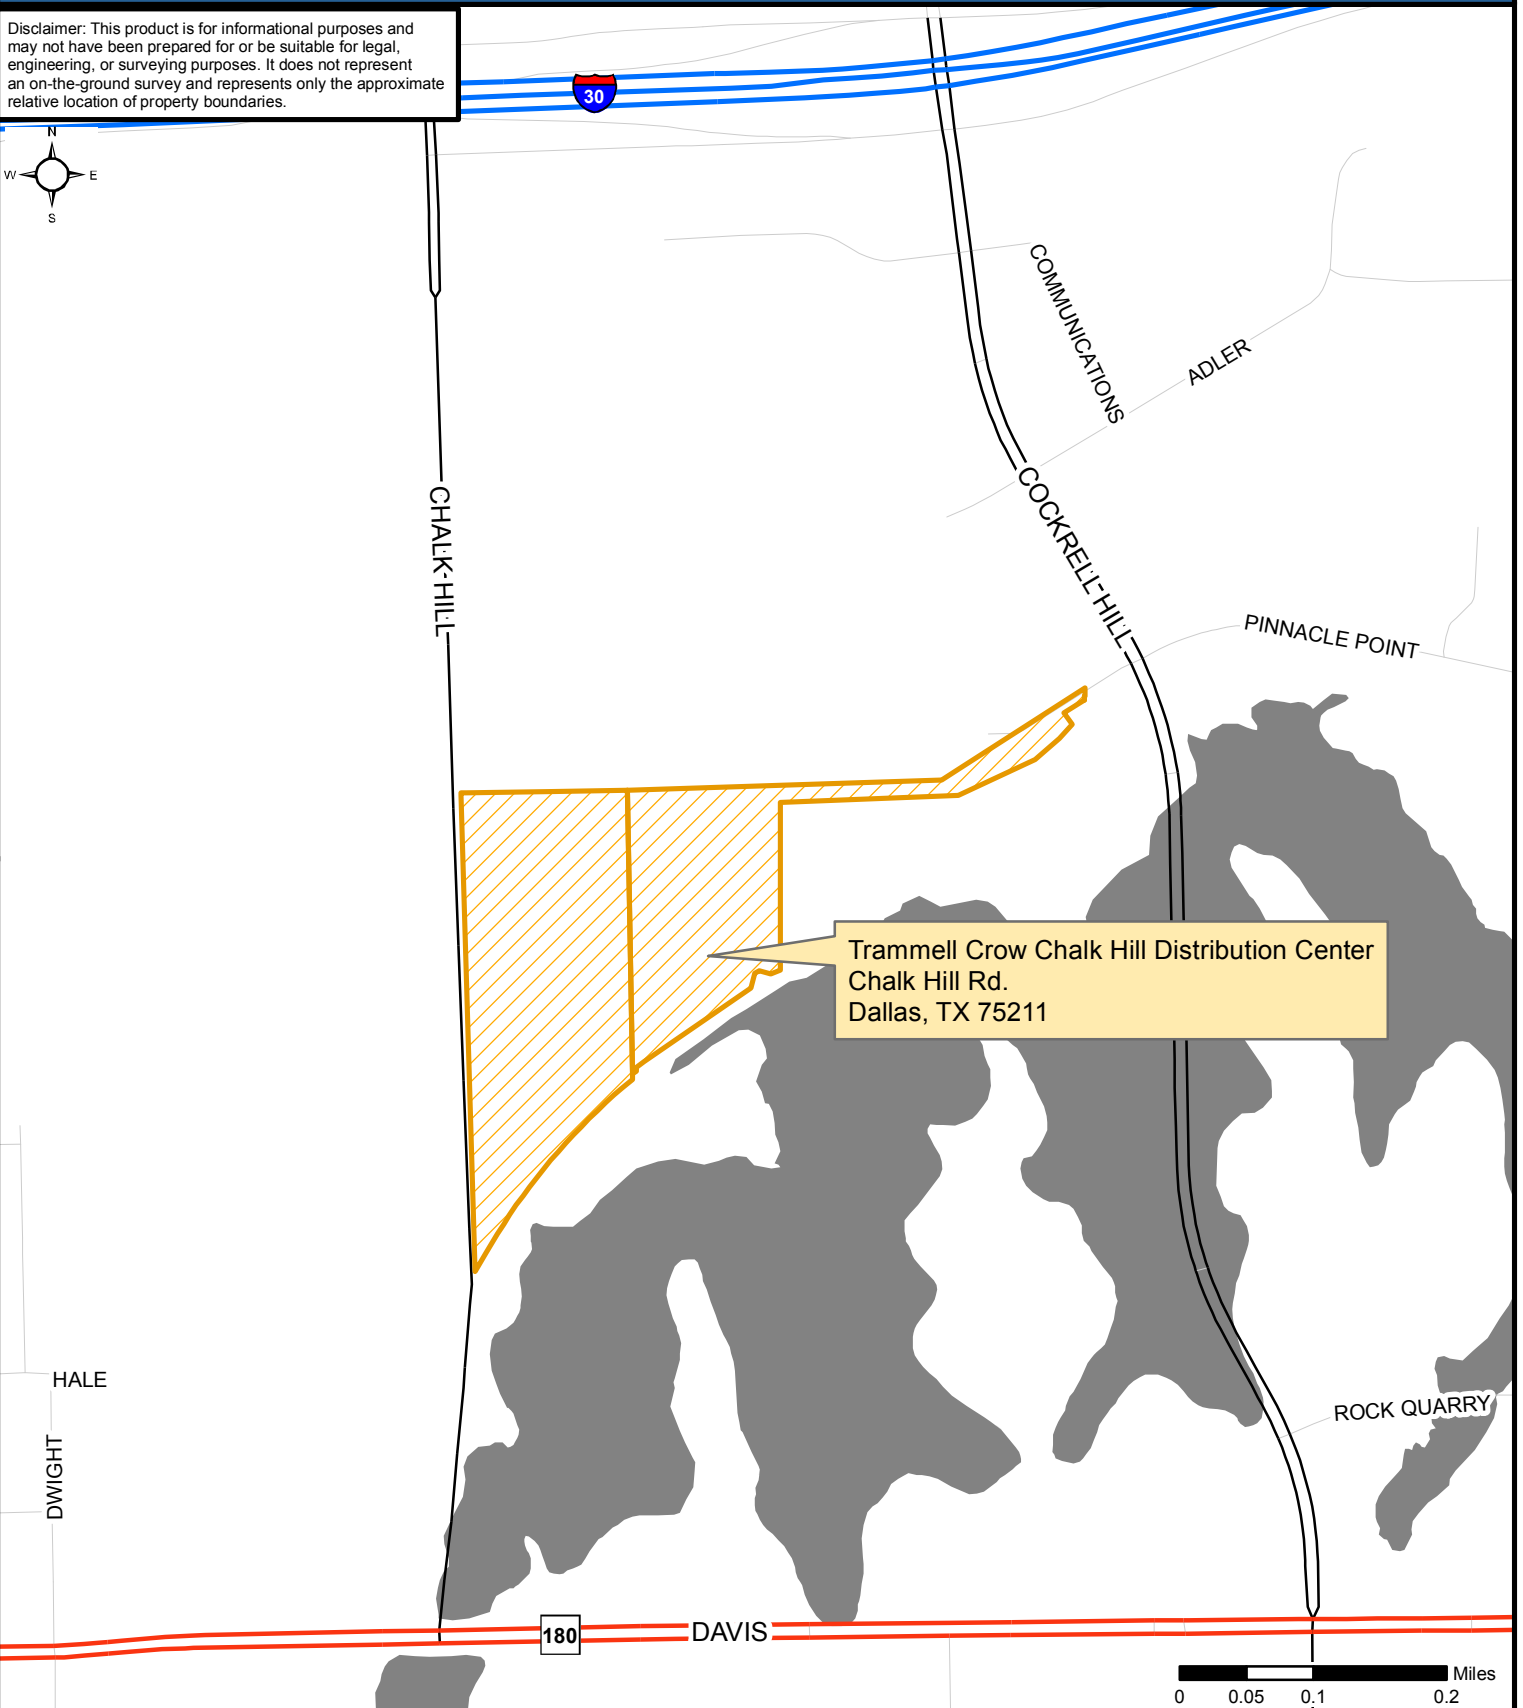 Disclaimer: This product is for informational purposes and
may not have been prepared for or be suitable for legal,
engineering, or surveying purposes. It does not represent
an on-the-ground survey and represents only the approximate
relative location of property boundaries.
30
N
W E
S
COMMUNICATIONS
ADLER
CHALK HILL
COCKRELL HILL
PINNACLE POINT
Trammell Crow Chalk Hill Distribution Center
Chalk Hill Rd.
Dallas, TX 75211
HALE
ROCK QUARRY
DWIGHT
180
DAVIS
Miles
0 0.05 0.1 0.2